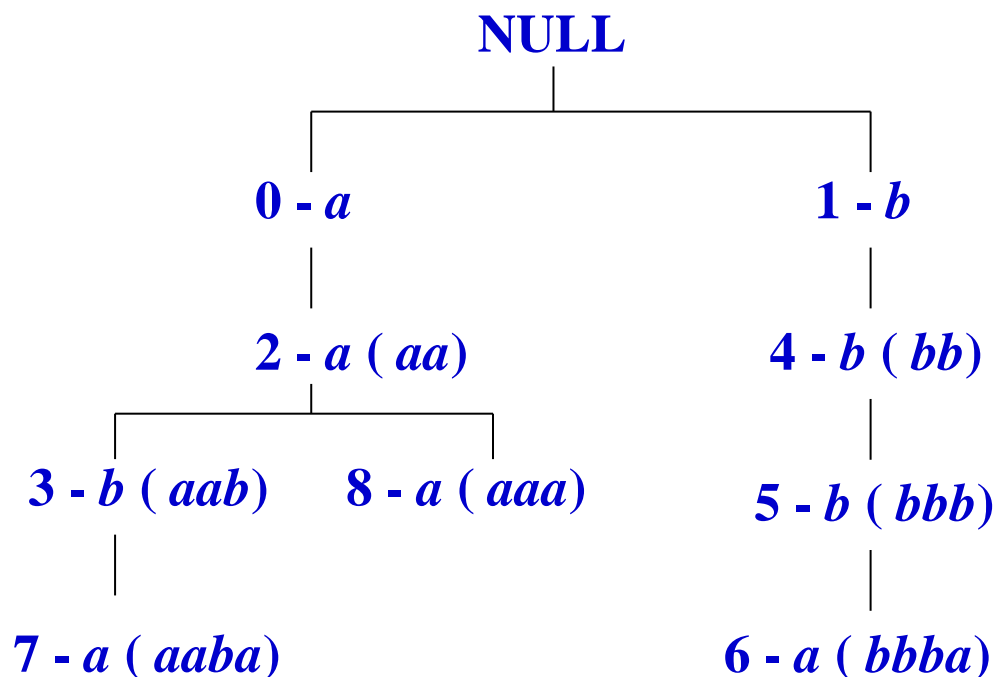 NULL
0 - a 1 - b
2 - a ( aa) 4 - b ( bb)
3 - b ( aab) 8 - a ( aaa) 5 - b ( bbb)
7 - a ( aaba) 6 - a ( bbba)